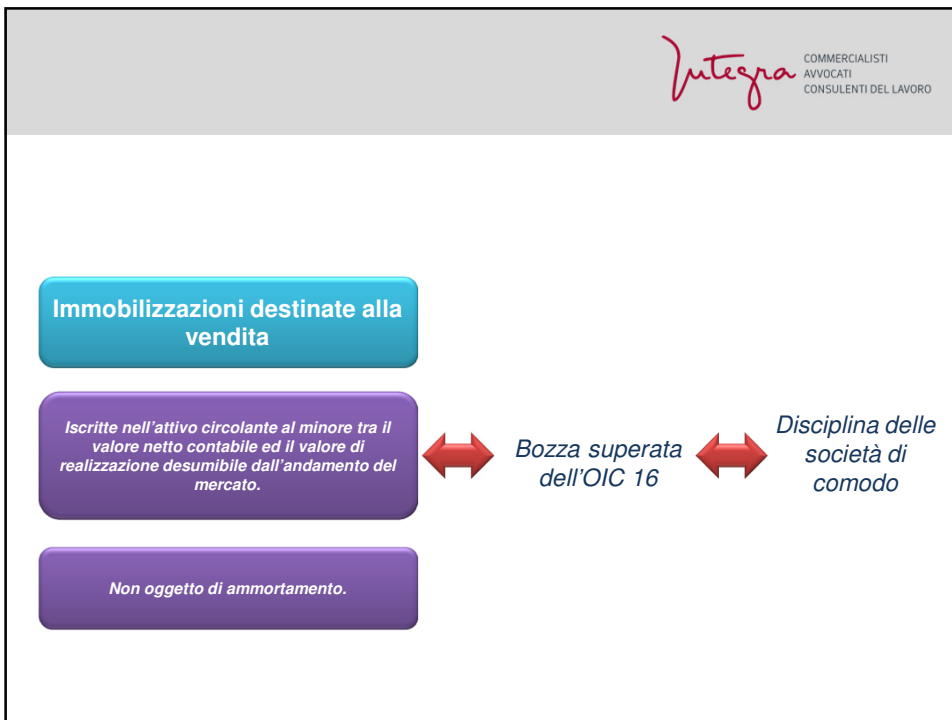 Integra
COMMERCIALISTI
AVVOCATI
CONSULENTI DEL LAVORO
Immobilizzazioni destinate alla
vendita
Iscritte nell'attivo circolante al minore tra il
valore netto contabile ed il valore di
realizzazione desumibile dall'andamento del
mercato.
Bozza superata
dell'OIC 16
Disciplina delle
società di
comodo
Non oggetto di ammortamento.